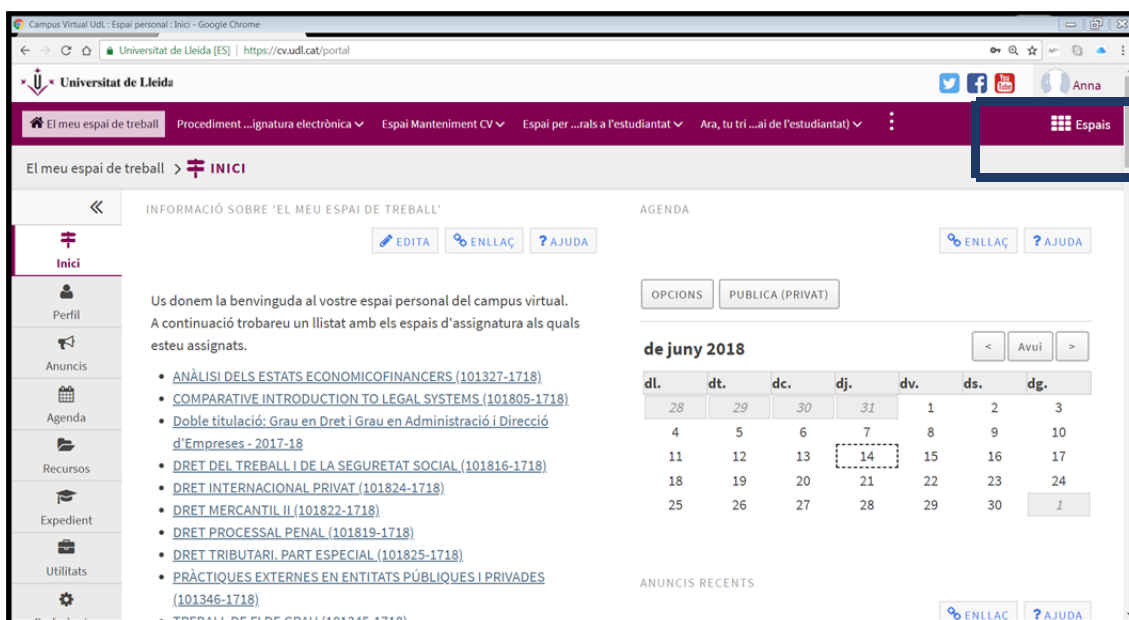 Campus Virtual UdL : Espai personal : Inici - Google Chrome
Universitat de Lleida [ES] | https://cv.udl.cat/portal
Universitat de Lleida
You Tube
Anna
El meu espai de treball Procediment ...ignatura electrònica Espai Manteniment CV Espai per ...rals a l'estudiantat Ara, tu tri ...ai de l'estudiantat) Espais
El meu espai de treball > INICI
Inici
Perfil
Anuncis
Agenda
Recursos
Expedient
Utilitats
INFORMACIÓ SOBRE 'EL MEU ESPAI DE TREBALL'
EDITA ENLLAÇ ? AJUDA
Us donem la benvinguda al vostre espai personal del campus virtual.
A continuació trobareu un llistat amb els espais d'assignatura als quals
esteu assignats.
• ANÀLISI DELS ESTATS ECONOMICOFINANCERS (101327-1718)
• COMPARATIVE INTRODUCTION TO LEGAL SYSTEMS (101805-1718)
• Doble titulació: Grau en Dret i Grau en Administració i Direcció
d'Empreses - 2017-18
• DRET DEL TREBALL I DE LA SEGURETAT SOCIAL (101816-1718)
• DRET INTERNACIONAL PRIVAT (101824-1718)
• DRET MERCANTIL II (101822-1718)
• DRET PROCESSAL PENAL (101819-1718)
• DRET TRIBUTARI. PART ESPECIAL (101825-1718)
• PRÀCTIQUES EXTERNES EN ENTITATS PÚBLIQUES I PRIVADES
(101346-1718)
AGENDA
ENLLAÇ ? AJUDA
OPCIONS PUBLICA (PRIVAT)
de juny 2018 < Avui >
dl. dt. dc. dj. dv. ds. dg.
28 29 30 31 1 2 3
4 5 6 7 8 9 10
11 12 13 14 15 16 17
18 19 20 21 22 23 24
25 26 27 28 29 30 1
ANUNCIS RECENTS
ENLLAÇ ? AJUDA